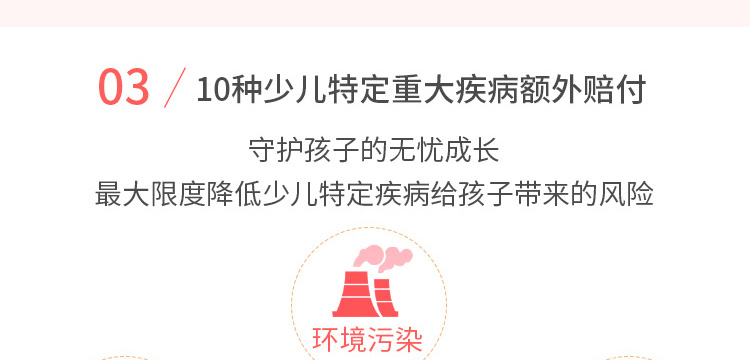 03 / 10种少儿特定重大疾病额外赔付
守护孩子的无忧成长
最大限度降低少儿特定疾病给孩子带来的风险
环境污染